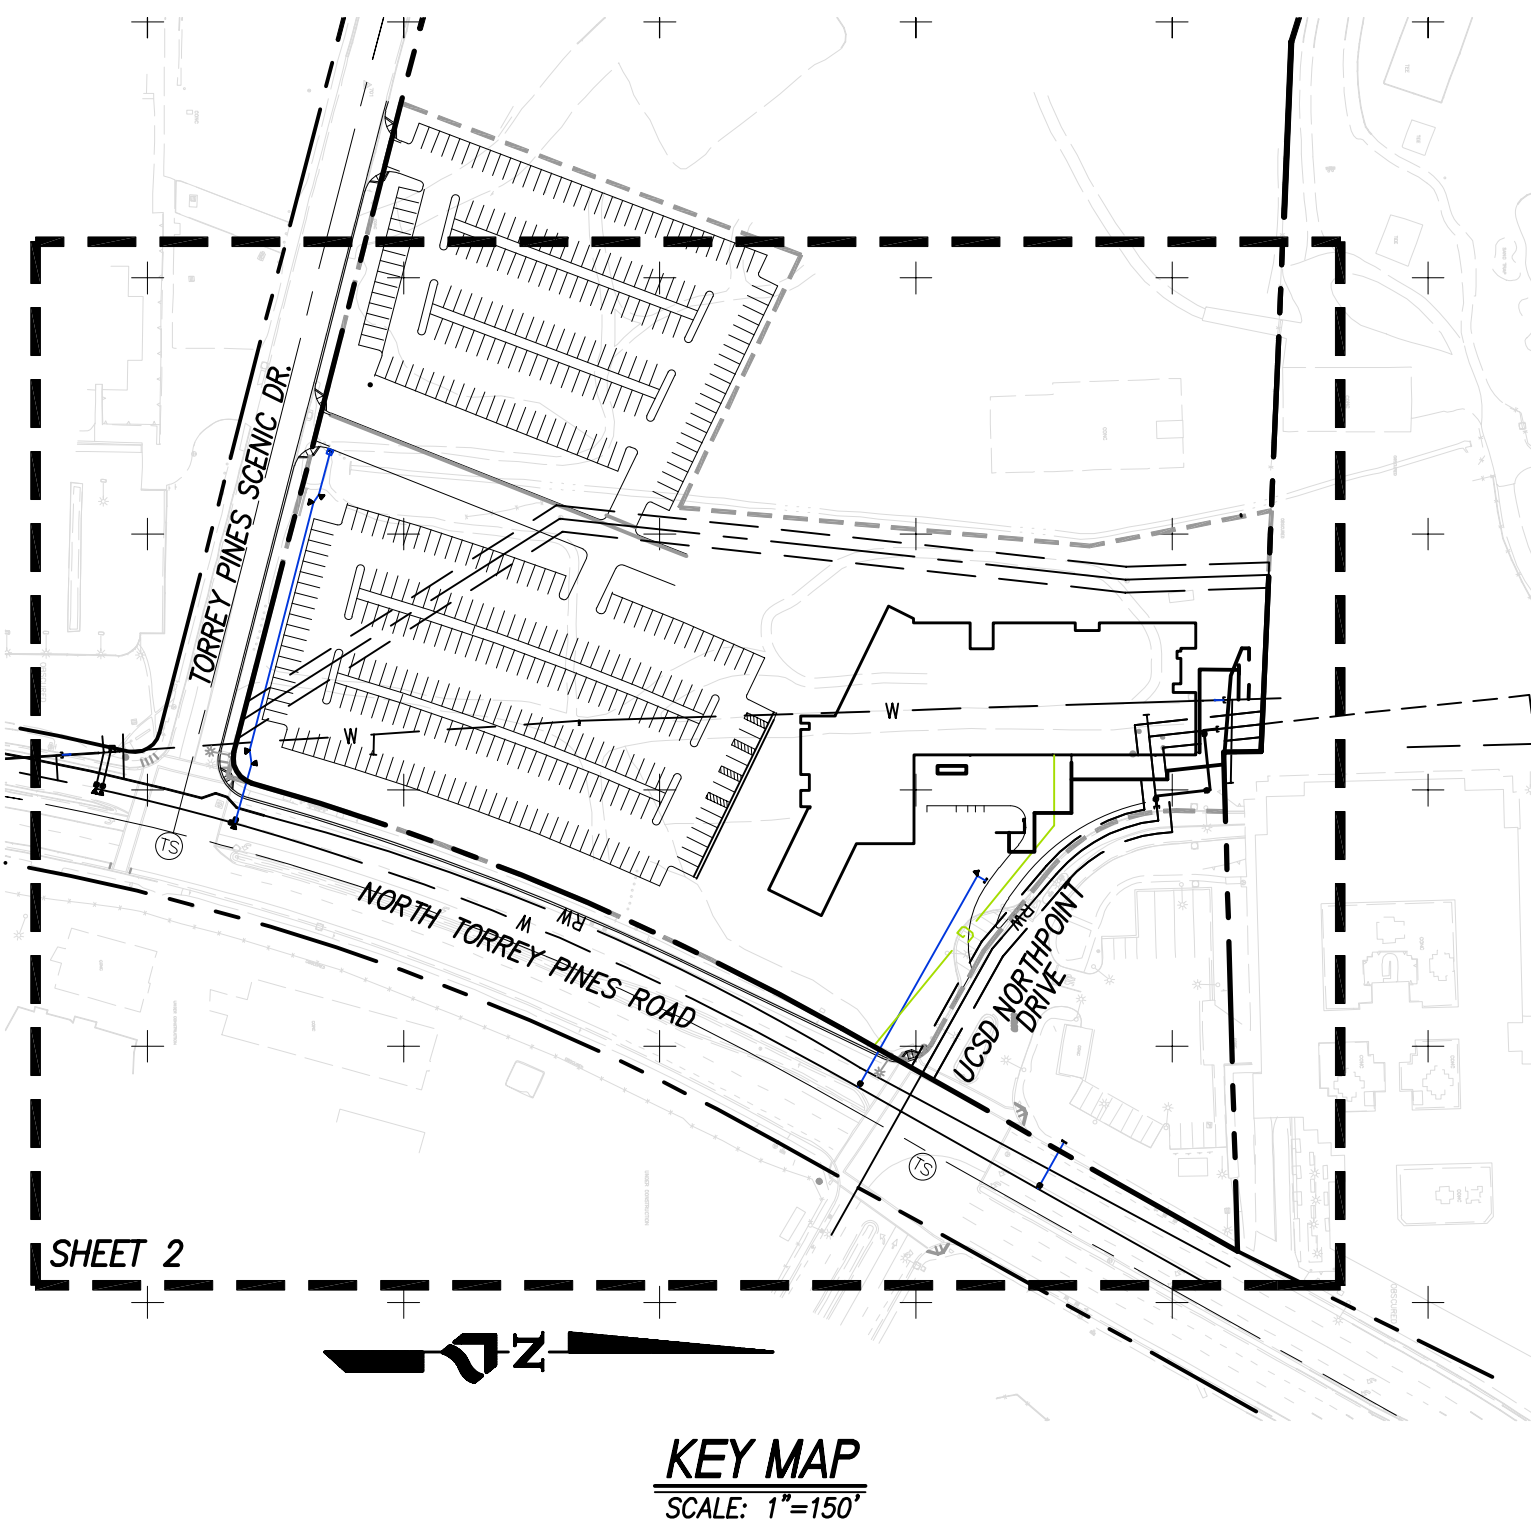 TORREY PINES SCENIC DR.
W
W
TS
NORTH TORREY PINES ROAD
W
RW
G
RW
UCSD NORTHPOINT
DRIVE
TS
SHEET 2
N
KEY MAP
SCALE: 1"=150'